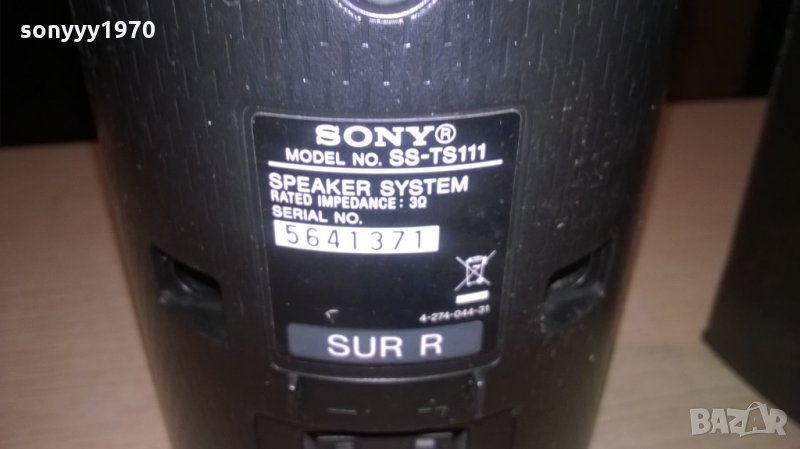 sonyyy1970
SONY®
MODEL NO. SS-TS111
SPEAKER SYSTEM
RATED IMPEDANCE: 3Ω
SERIAL NO.
5641371
4-274-044-31
SUR R
BAZAR